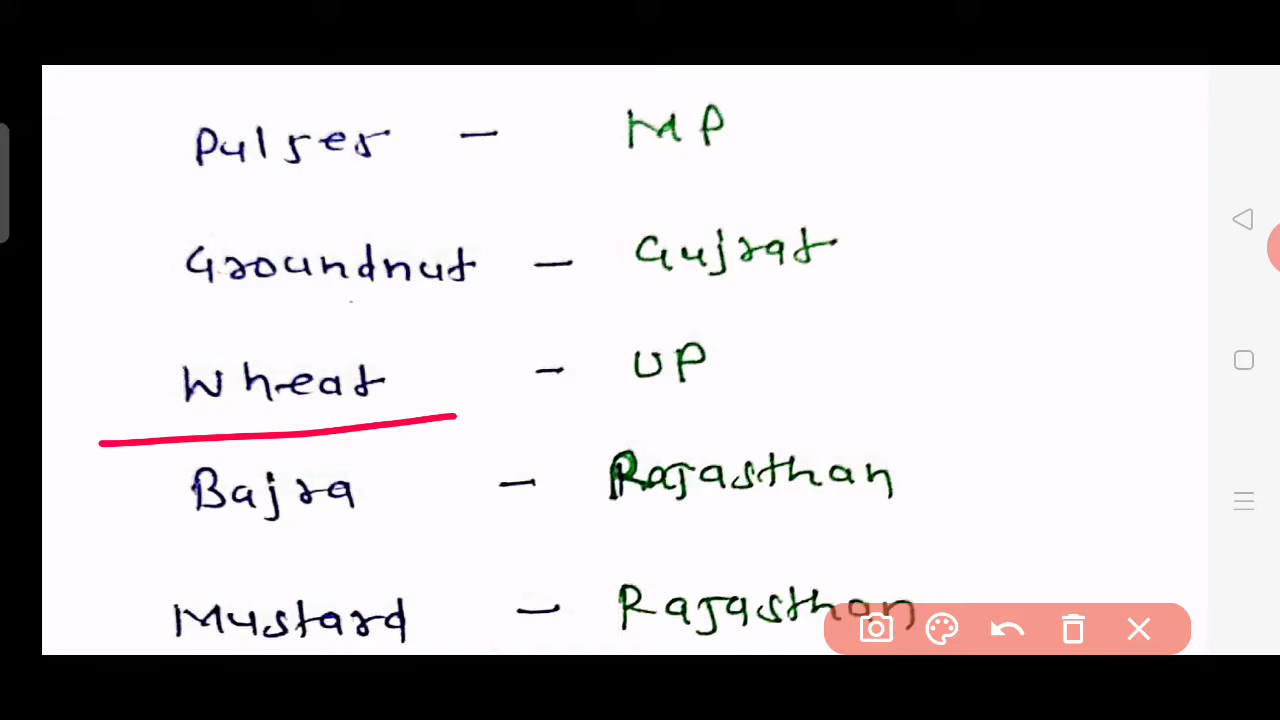 Pulses - MP
Groundnut - Gujrat
Wheat - UP
Bajra - Rajasthan
Mustard - Rajasthan